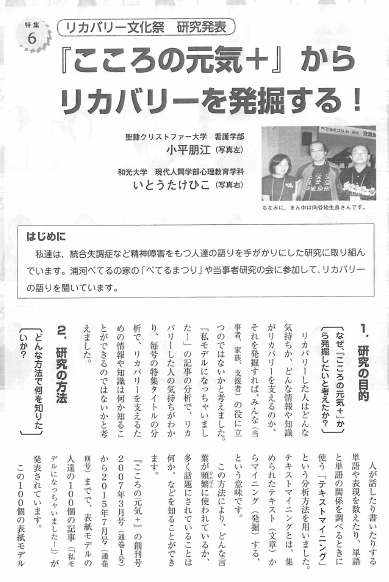 特集
6
リカバリー文化祭　研究発表
『こころの元気＋』から
リカバリーを発掘する！
聖隷クリストファー大学　看護学部
小平朋江（写真左）
和光大学　現代人間学部心理教育学科
いとうたけひこ（写真右）
ちなみに、まん中は向谷地生良さんです。
はじめに
私達は、統合失調症など精神障害をもつ人達の語りを手がかりにした研究に取り組ん
でいます。浦河べてるの家の「べてるまつり」や当事者研究の会に参加して、リカバリー
の語りを聞いています。
1．研究の目的
なぜ、『こころの元気＋』か
ら発掘したいと考えたか？
リカバリーした人はどんな
気持ちか、どんな情報や知識
がリカバリーを支えるのか、
それを発掘すれば、みんな（当
事者、家族、支援者）の役に立
つのではないかと考えました。
「私モデルになっちゃいまし
た！」の記事の分析で、リカ
バリーした人の気持ちがわか
り、毎号の特集タイトルの分
析で、リカバリーを支えるた
めの情報や知識は何か知るこ
とができるのではないかと考
えました。
2．研究の方法
どんな方法で何を知りた
いか？
人が話したり書いたりする
単語や表現を数えたり、単語
と単語の関係を調べるときに
使う「テキストマイニング」
という分析方法を用いました。
テキストマイニングとは、集
められたテキスト（文章）か
らマイニング（発掘）する、
という意味です。
この方法により、どんな言
葉が頻繁に使われているか、
多く話題にされていることは
何か、などを知ることができ
ます。
『こころの元気＋』の創刊号
2007年3月号（通巻1号）
から2015年7月号（通巻
号）までで、表紙モデルの
人達の100個の記事（「私モ
デルになっちゃいました！」）が
発表されています。
この100個の表紙モデル